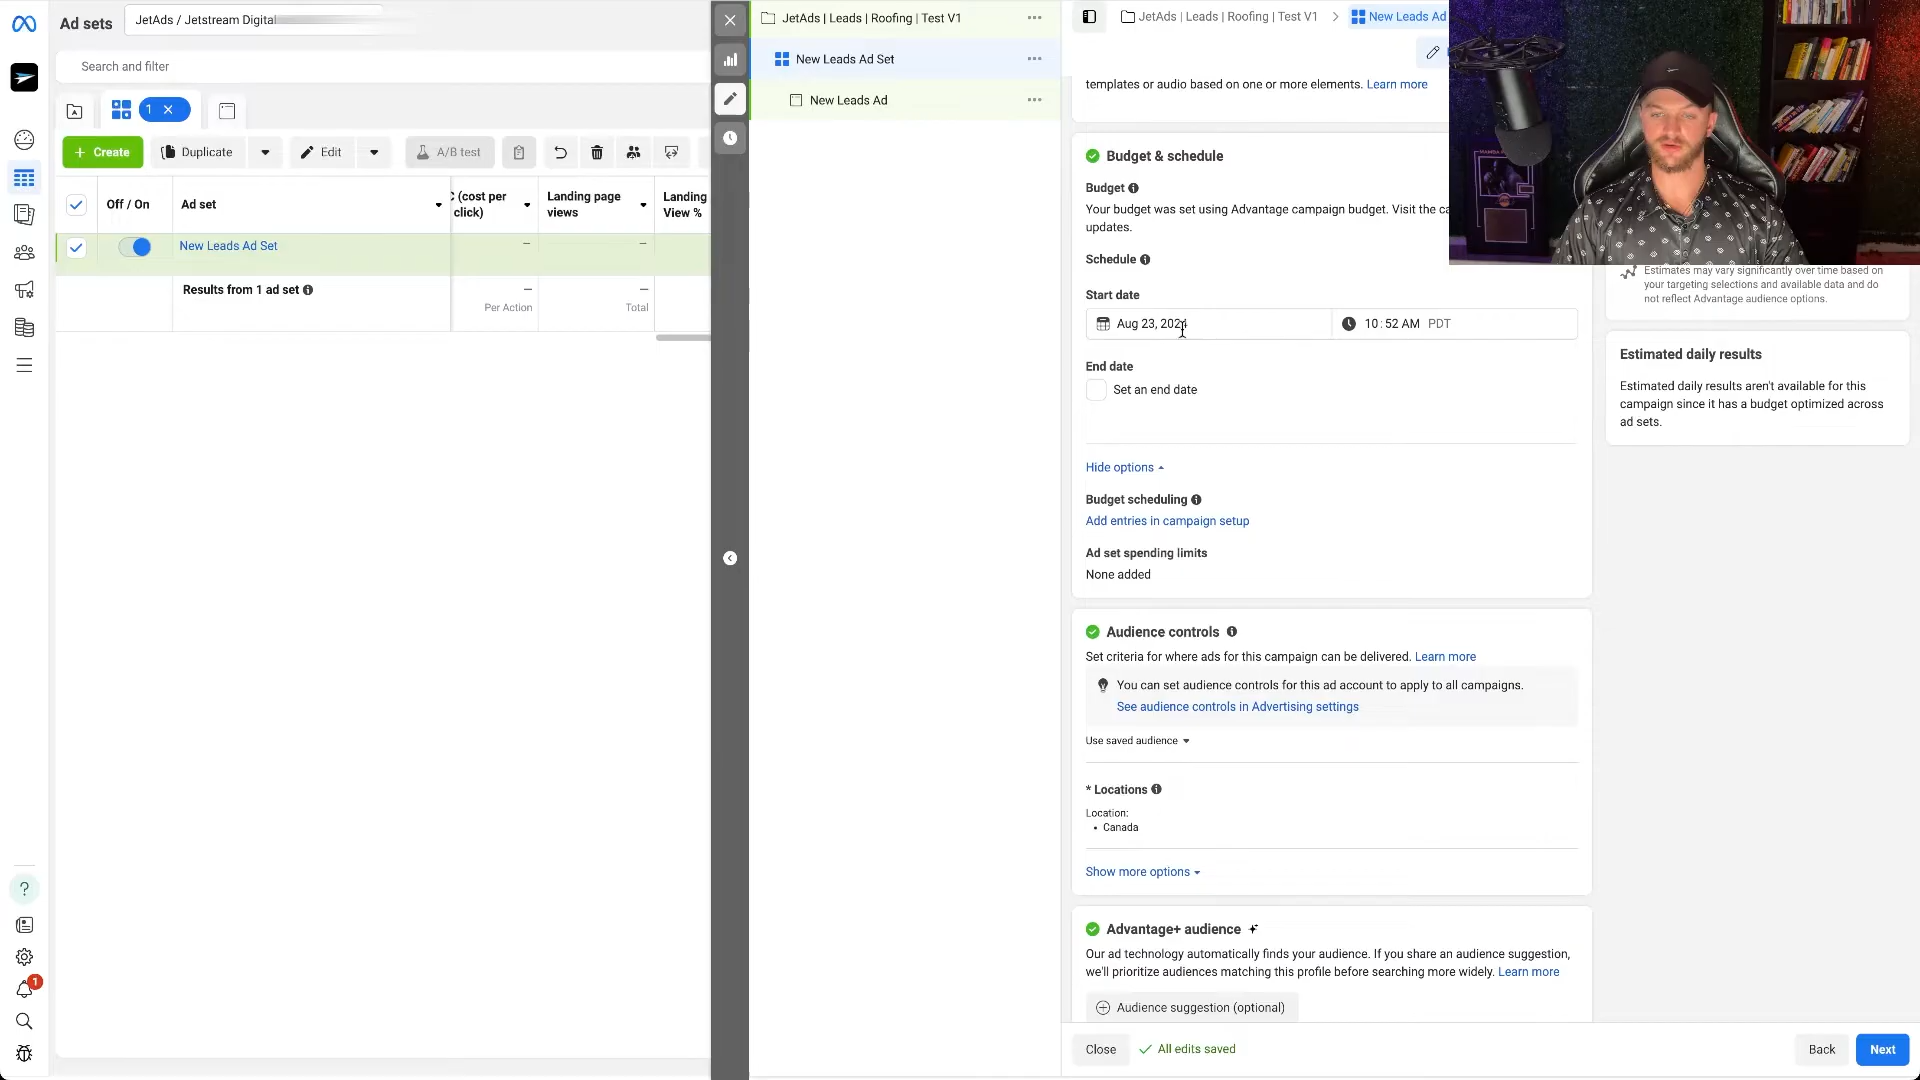 Ad sets
JetAds / Jetstream Digital
Search and filter
1
+ Create
Duplicate
Edit
A/B test
Off / On
Ad set
(cost per
click)
Landing page
views
Landing
View %
New Leads Ad Set
—
—
Results from 1 ad set
—
Per Action
—
Total
?
1
JetAds | Leads | Roofing | Test V1
New Leads Ad Set
New Leads Ad
JetAds | Leads | Roofing | Test V1 > New Leads Ad
templates or audio based on one or more elements. Learn more
Budget & schedule
Budget
Your budget was set using Advantage campaign budget. Visit the
updates.
Schedule
Start date
Aug 23, 2024
10:52 AM PDT
End date
Set an end date
Hide options
Budget scheduling
Add entries in campaign setup
Ad set spending limits
None added
Audience controls
Set criteria for where ads for this campaign can be delivered. Learn more
You can set audience controls for this ad account to apply to all campaigns.
See audience controls in Advertising settings
Use saved audience
* Locations
Location:
• Canada
Show more options
Advantage+ audience
Our ad technology automatically finds your audience. If you share an audience suggestion,
we'll prioritize audiences matching this profile before searching more widely. Learn more
Audience suggestion (optional)
Close
All edits saved
Back
Next
Estimates may vary significantly over time based on
your targeting selections and available data and do
not reflect Advantage audience options.
Estimated daily results
Estimated daily results aren't available for this
campaign since it has a budget optimized across
ad sets.